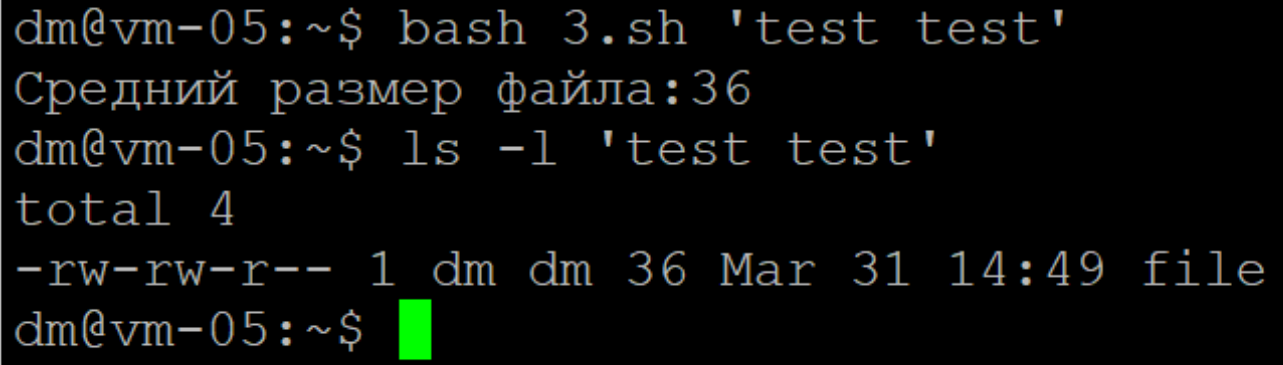 dm@vm-05:~$ bash 3.sh 'test test'
Средний размер файла:36
dm@vm-05:~$ ls -l 'test test'
total 4
-rw-rw-r-- 1 dm dm 36 Mar 31 14:49 file
dm@vm-05:~$